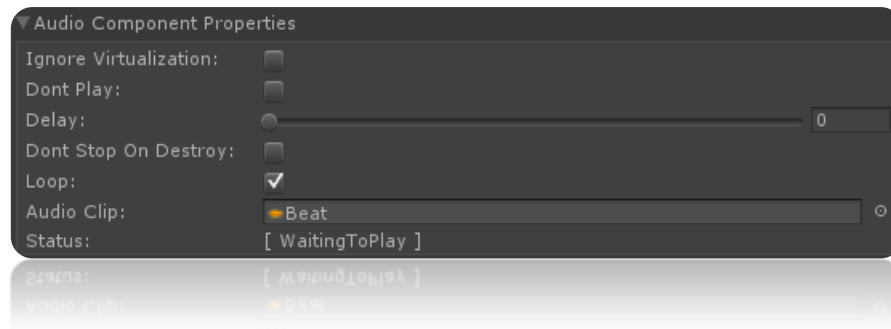 Audio Component Properties
Ignore Virtualization:
Dont Play:
Delay: 0
Dont Stop On Destroy:
Loop:
Audio Clip: Beat
Status: [ WaitingToPlay ]